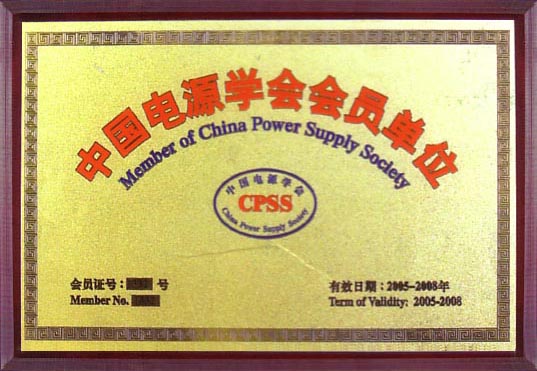 中国电源学会会员单位
Member of China Power Supply Society
中国电源学会
CPSS
China Power Supply Society
会员证号： 号
Member No.
有效日期：2005-2008年
Term of Validity: 2005-2008